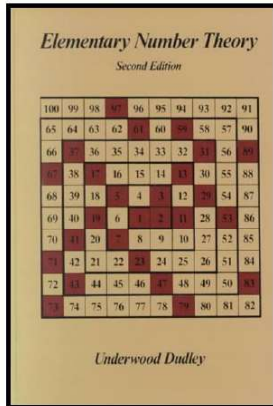 Elementary Number Theory
Second Edition
100 99 98 97 96 95 94 93 92 91
65 64 63 62 61 60 59 58 57 90
66 37 36 35 34 33 32 31 56 89
67 38 17 16 15 14 13 30 55 88
68 39 18 5 4 3 12 29 54 87
69 40 19 6 1 2 11 28 53 86
70 41 20 7 8 9 10 27 52 85
71 42 21 22 23 24 25 26 51 84
72 43 44 45 46 47 48 49 50 83
73 74 75 76 77 78 79 80 81 82
Underwood Dudley